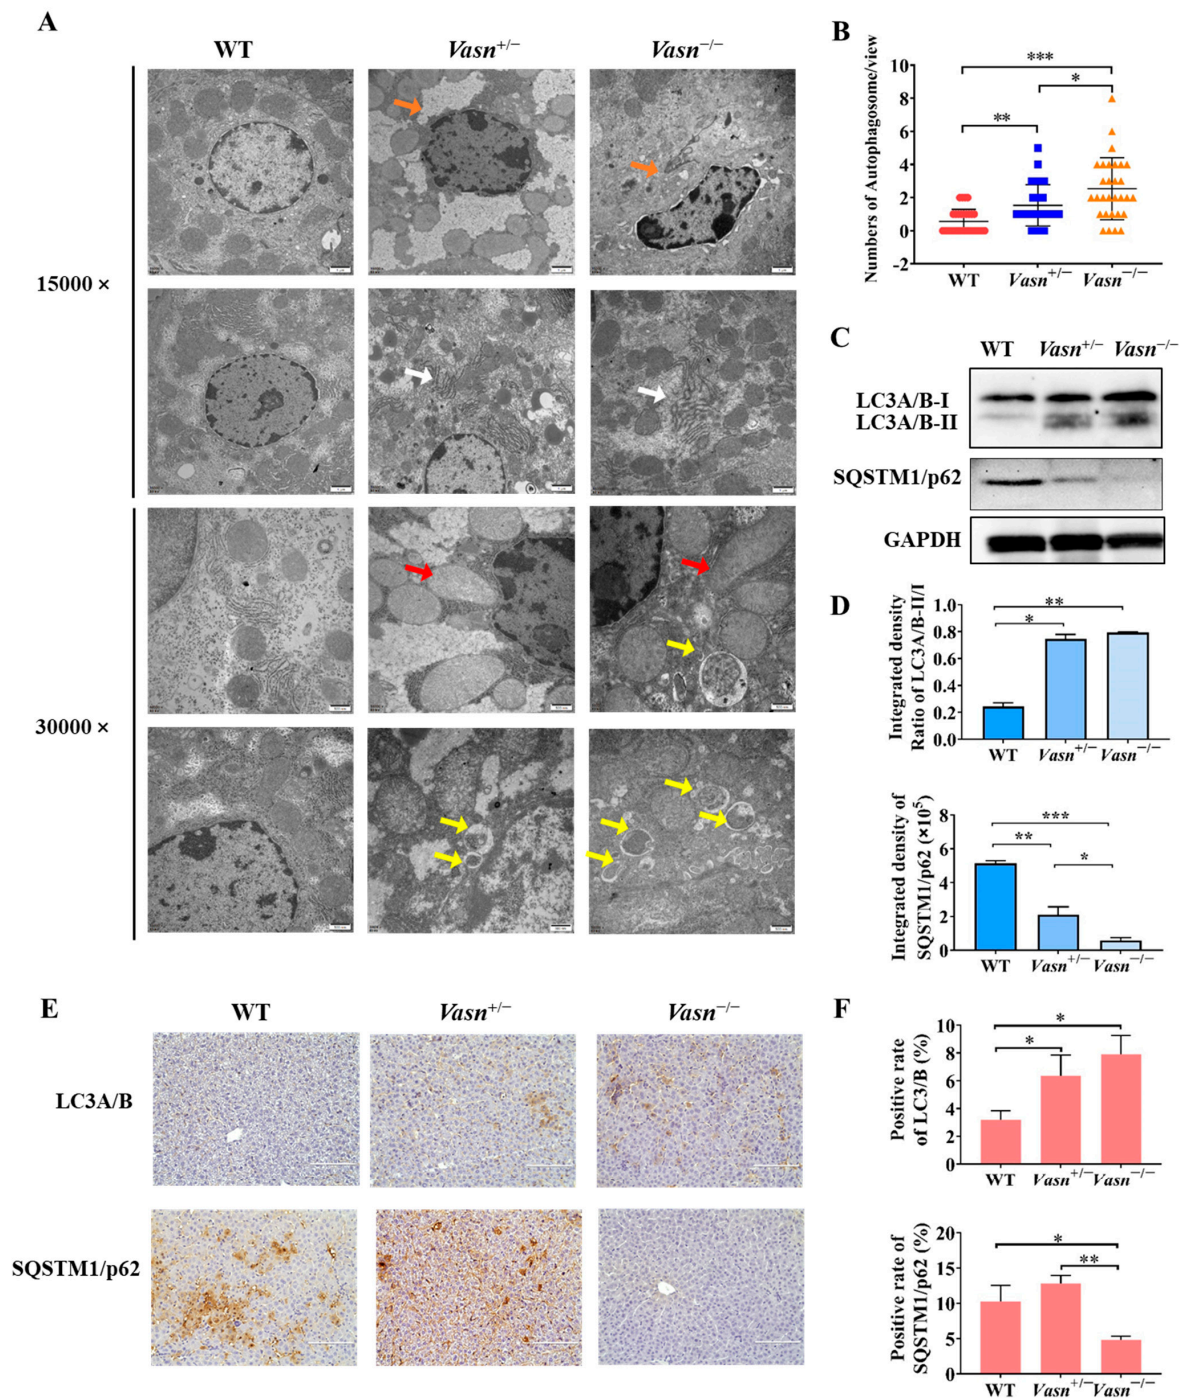 A
WT
Vasn+/−
Vasn−/−
15000 ×
30000 ×
B
***
*
**
Numbers of Autophagosome/view
10
8
6
4
2
0
-2
WT
Vasn+/−
Vasn−/−
C
WT
Vasn+/−
Vasn−/−
LC3A/B-I
LC3A/B-II
SQSTM1/p62
GAPDH
D
Integrated density
Ratio of LC3A/B-II/I
1.0
0.8
0.6
0.4
0.2
0.0
**
*
WT
Vasn+/−
Vasn−/−
Integrated density of
SQSTM1/p62 (×10⁵)
8
6
4
2
0
***
**
*
WT
Vasn+/−
Vasn−/−
E
WT
Vasn+/−
Vasn−/−
LC3A/B
SQSTM1/p62
F
Positive rate
of LC3/B (%)
10
8
6
4
2
0
*
*
WT
Vasn+/−
Vasn−/−
Positive rate of
SQSTM1/p62 (%)
20
15
10
5
0
*
**
WT
Vasn+/−
Vasn−/−